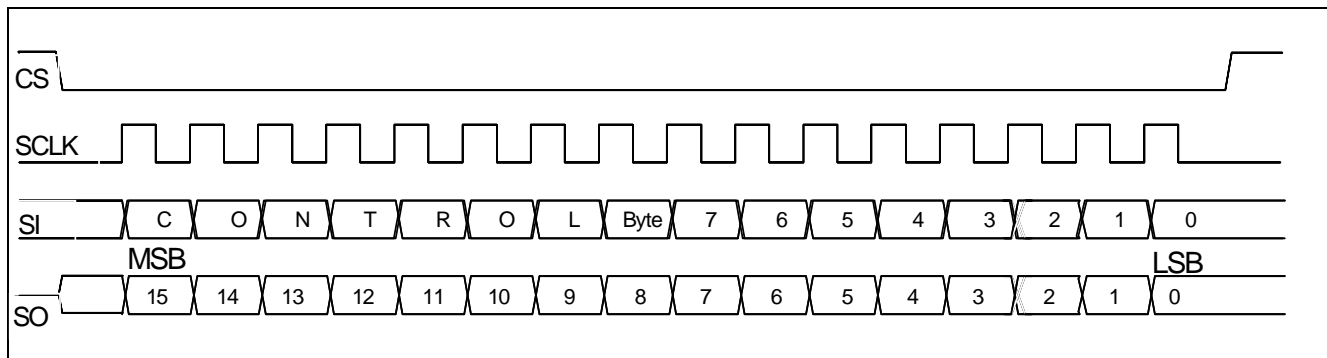 CS
SCLK
SI C O N T R O L Byte 7 6 5 4 3 2 1 0
MSB LSB
SO 15 14 13 12 11 10 9 8 7 6 5 4 3 2 1 0